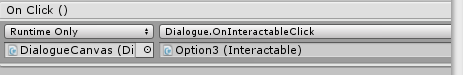 On Click ()
Runtime Only Dialogue.OnInteractableClick
DialogueCanvas (Di Option3 (Interactable)